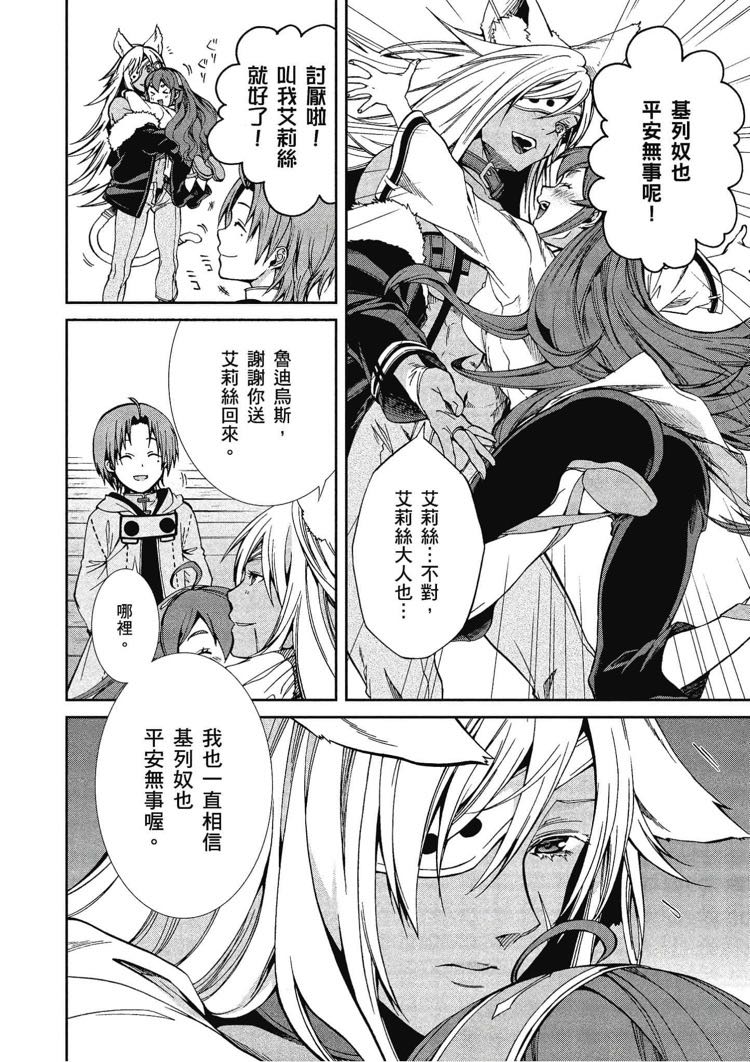 基列奴也
平安無事呢！
艾莉絲…不對，
艾莉絲大人也…
討厭啦！
叫我艾莉絲
就好了！
魯迪烏斯，
謝謝你送
艾莉絲回來。
哪裡。
我也一直相信
基列奴也
平安無事喔。